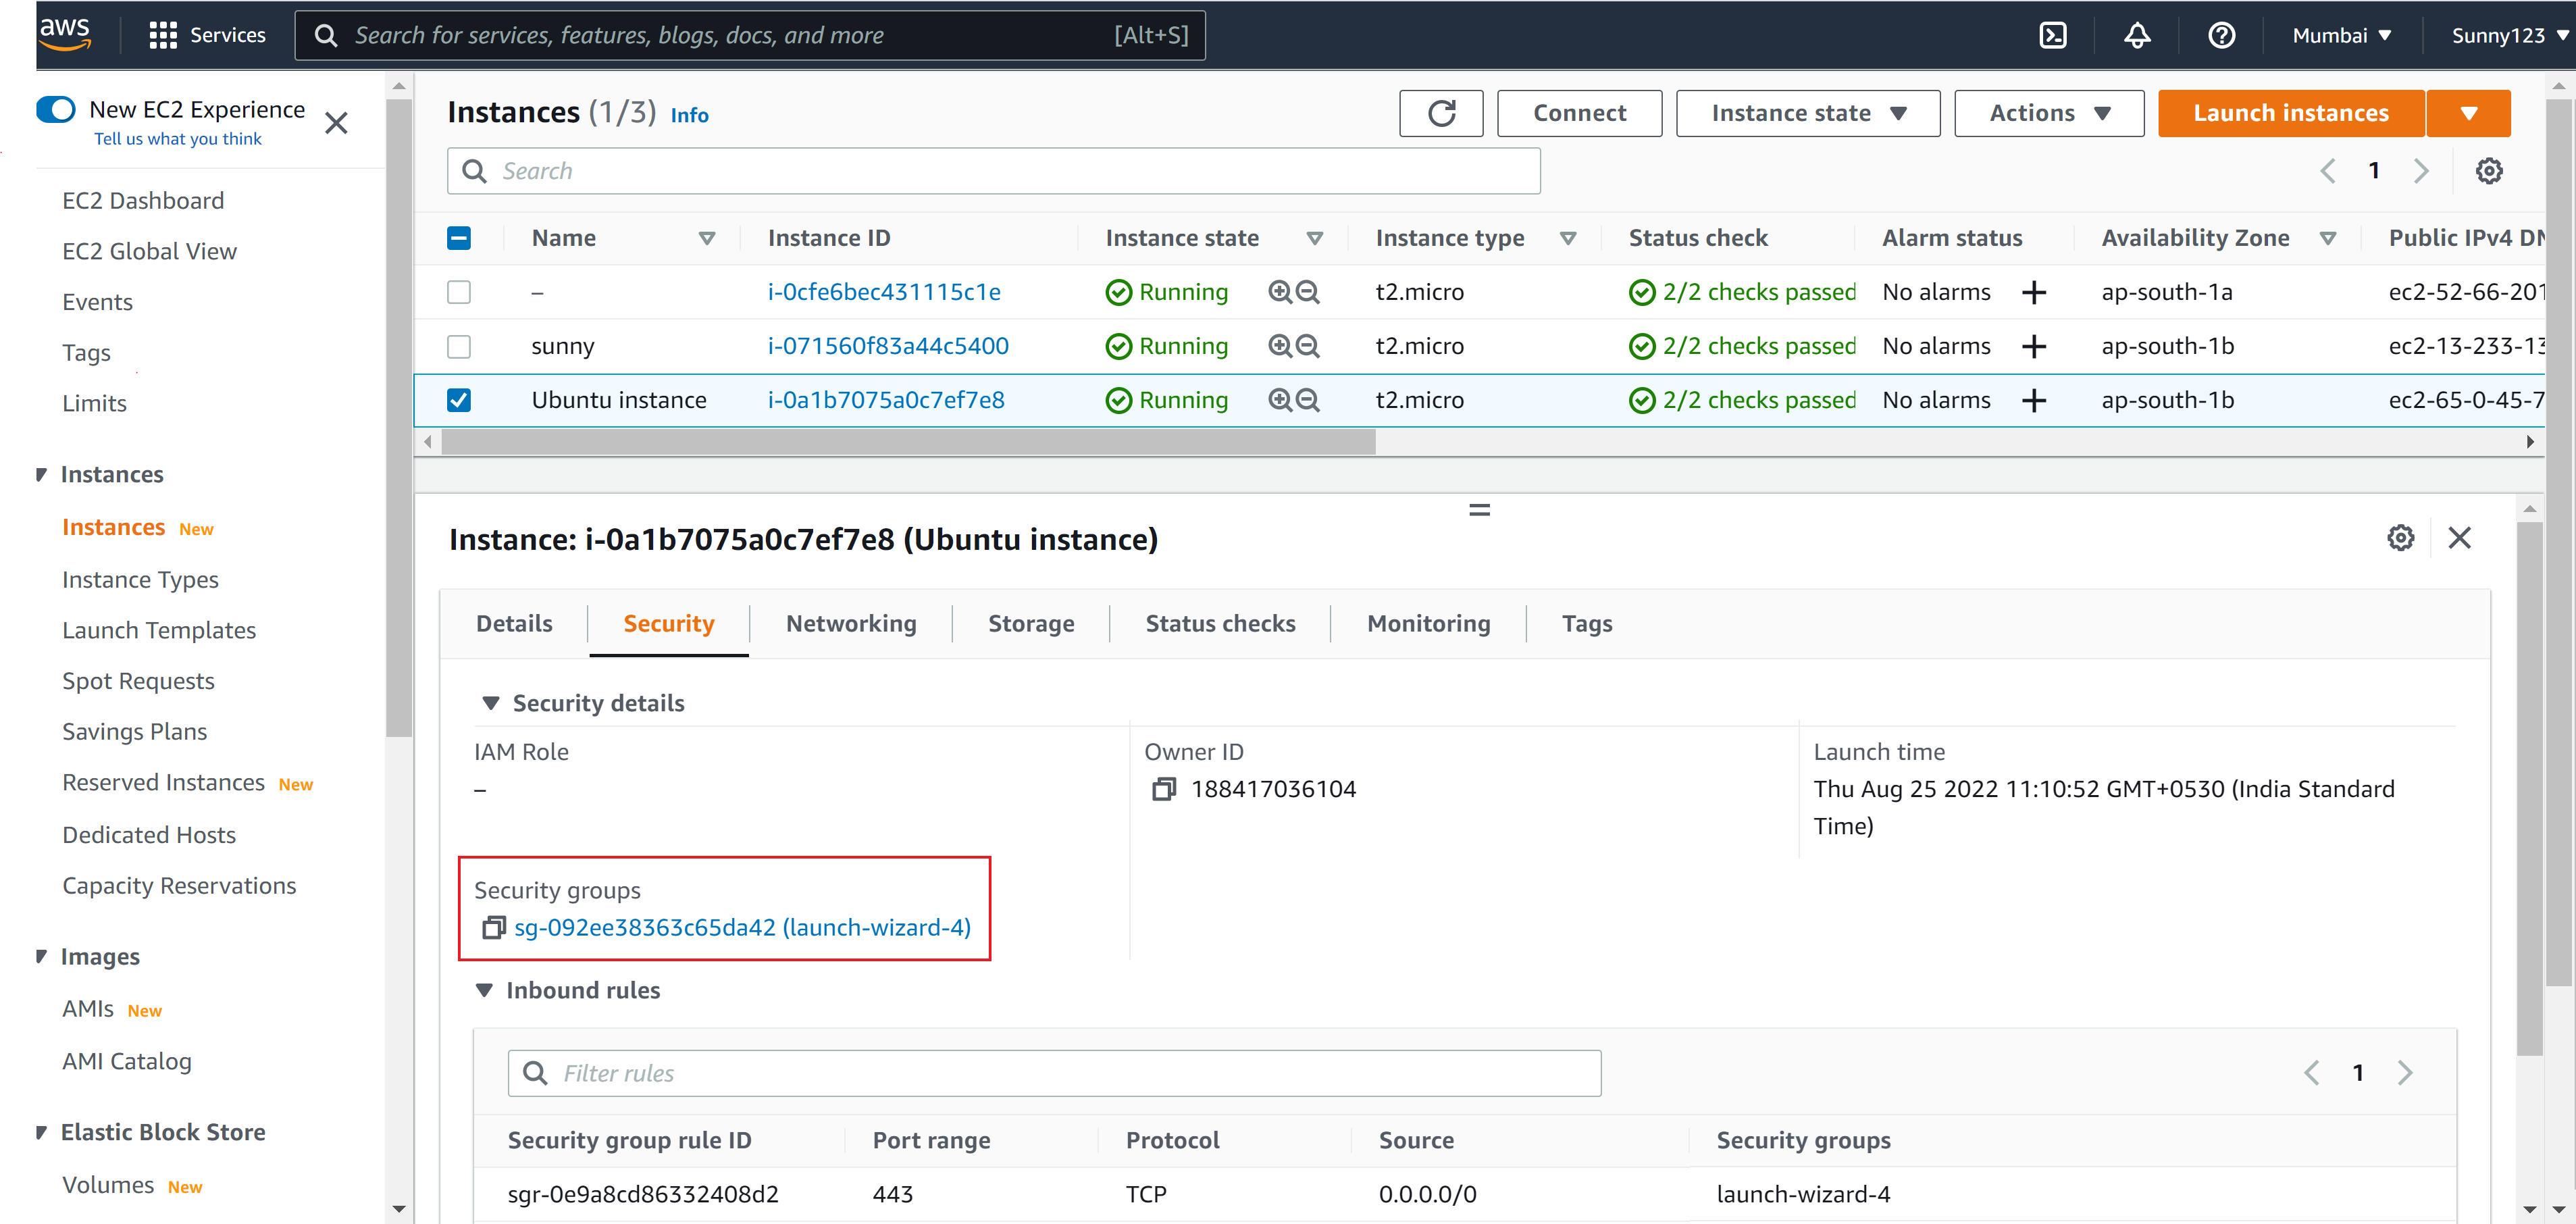 aws
Services
Search for services, features, blogs, docs, and more [Alt+S]
Mumbai
Sunny123
New EC2 Experience
Tell us what you think
EC2 Dashboard
EC2 Global View
Events
Tags
Limits
Instances
Instances New
Instance Types
Launch Templates
Spot Requests
Savings Plans
Reserved Instances New
Dedicated Hosts
Capacity Reservations
Images
AMIs New
AMI Catalog
Elastic Block Store
Volumes New
Instances (1/3) Info
Connect
Instance state
Actions
Launch instances
Search
1
Name Instance ID Instance state Instance type Status check Alarm status Availability Zone Public IPv4 DN
– i-0cfe6bec431115c1e Running t2.micro 2/2 checks passed No alarms + ap-south-1a ec2-52-66-201
sunny i-071560f83a44c5400 Running t2.micro 2/2 checks passed No alarms + ap-south-1b ec2-13-233-13
Ubuntu instance i-0a1b7075a0c7ef7e8 Running t2.micro 2/2 checks passed No alarms + ap-south-1b ec2-65-0-45-7
Instance: i-0a1b7075a0c7ef7e8 (Ubuntu instance)
Details Security Networking Storage Status checks Monitoring Tags
Security details
IAM Role
–
Owner ID
188417036104
Launch time
Thu Aug 25 2022 11:10:52 GMT+0530 (India Standard
Time)
Security groups
sg-092ee38363c65da42 (launch-wizard-4)
Inbound rules
Filter rules
1
Security group rule ID Port range Protocol Source Security groups
sgr-0e9a8cd86332408d2 443 TCP 0.0.0.0/0 launch-wizard-4